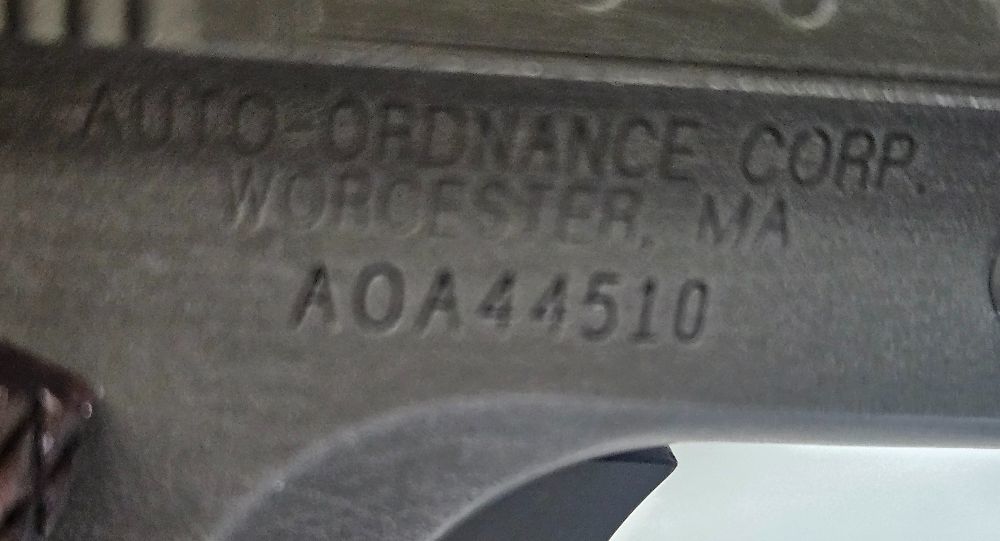 AUTO-ORDNANCE CORP.
WORCESTER, MA
AOA44510